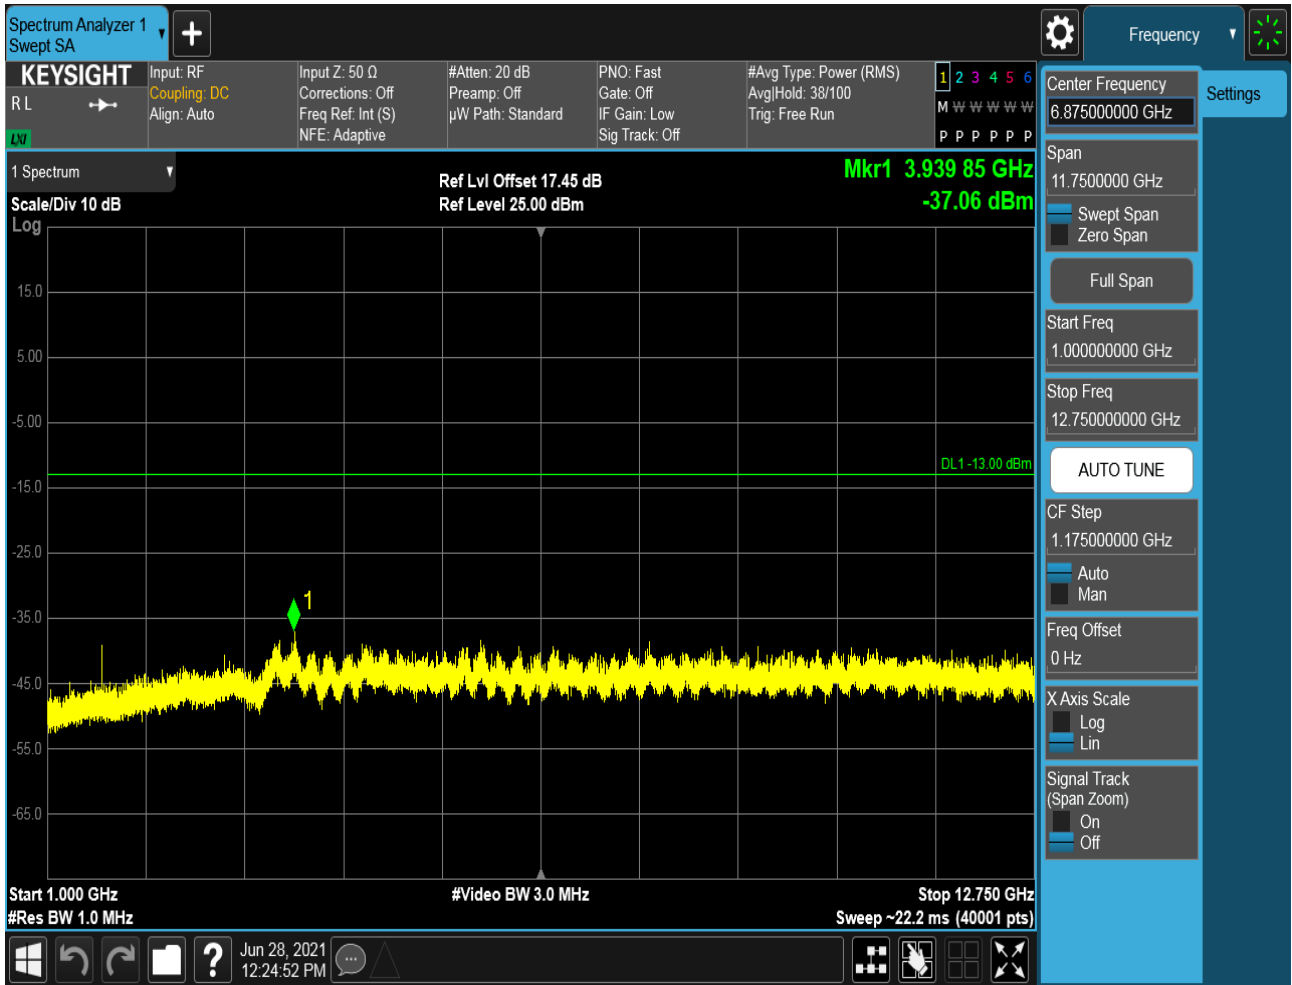 Spectrum Analyzer 1
Swept SA
+
Frequency
KEYSIGHT
R L
LXI
Input: RF
Coupling: DC
Align: Auto
Input Z: 50 Ω
Corrections: Off
Freq Ref: Int (S)
NFE: Adaptive
#Atten: 20 dB
Preamp: Off
µW Path: Standard
PNO: Fast
Gate: Off
IF Gain: Low
Sig Track: Off
#Avg Type: Power (RMS)
Avg|Hold: 38/100
Trig: Free Run
1 2 3 4 5 6
M W W W W W
P P P P P P
1 Spectrum
Scale/Div 10 dB
Log
Ref Lvl Offset 17.45 dB
Ref Level 25.00 dBm
Mkr1 3.939 85 GHz
-37.06 dBm
15.0
5.00
-5.00
DL1 -13.00 dBm
-15.0
-25.0
1
-35.0
-45.0
-55.0
-65.0
Start 1.000 GHz
#Video BW 3.0 MHz
Stop 12.750 GHz
#Res BW 1.0 MHz
Sweep ~22.2 ms (40001 pts)
?
Jun 28, 2021
12:24:52 PM
Center Frequency
6.875000000 GHz
Settings
Span
11.7500000 GHz
Swept Span
Zero Span
Full Span
Start Freq
1.000000000 GHz
Stop Freq
12.750000000 GHz
AUTO TUNE
CF Step
1.175000000 GHz
Auto
Man
Freq Offset
0 Hz
X Axis Scale
Log
Lin
Signal Track
(Span Zoom)
On
Off